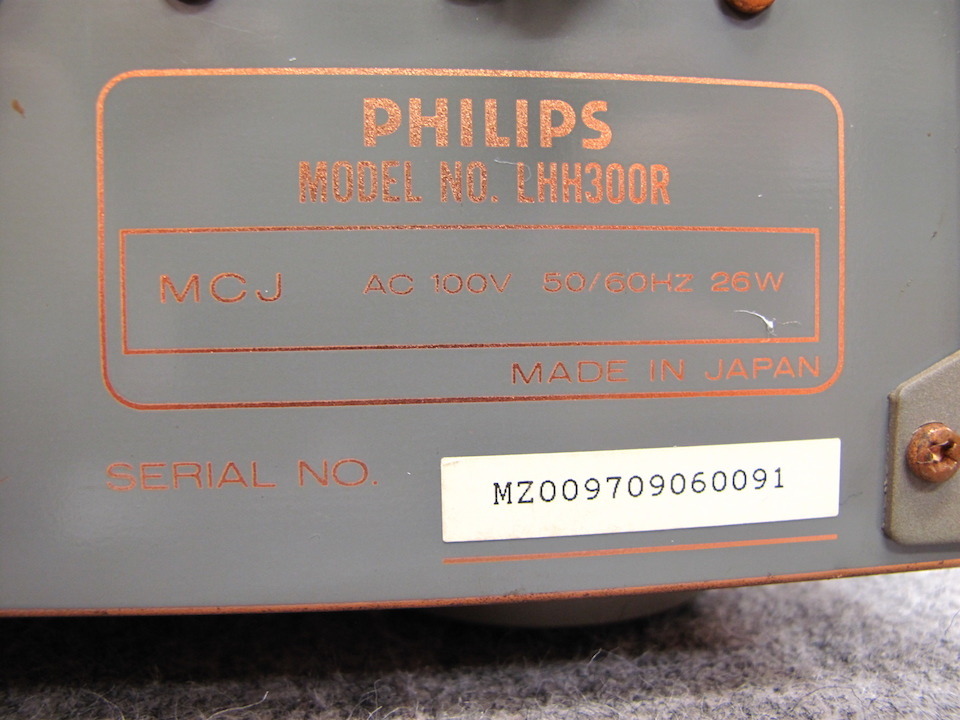 PHILIPS
MODEL NO. LHH300R
MCJ AC 100V 50/60HZ 26W
MADE IN JAPAN
SERIAL NO. MZ009709060091